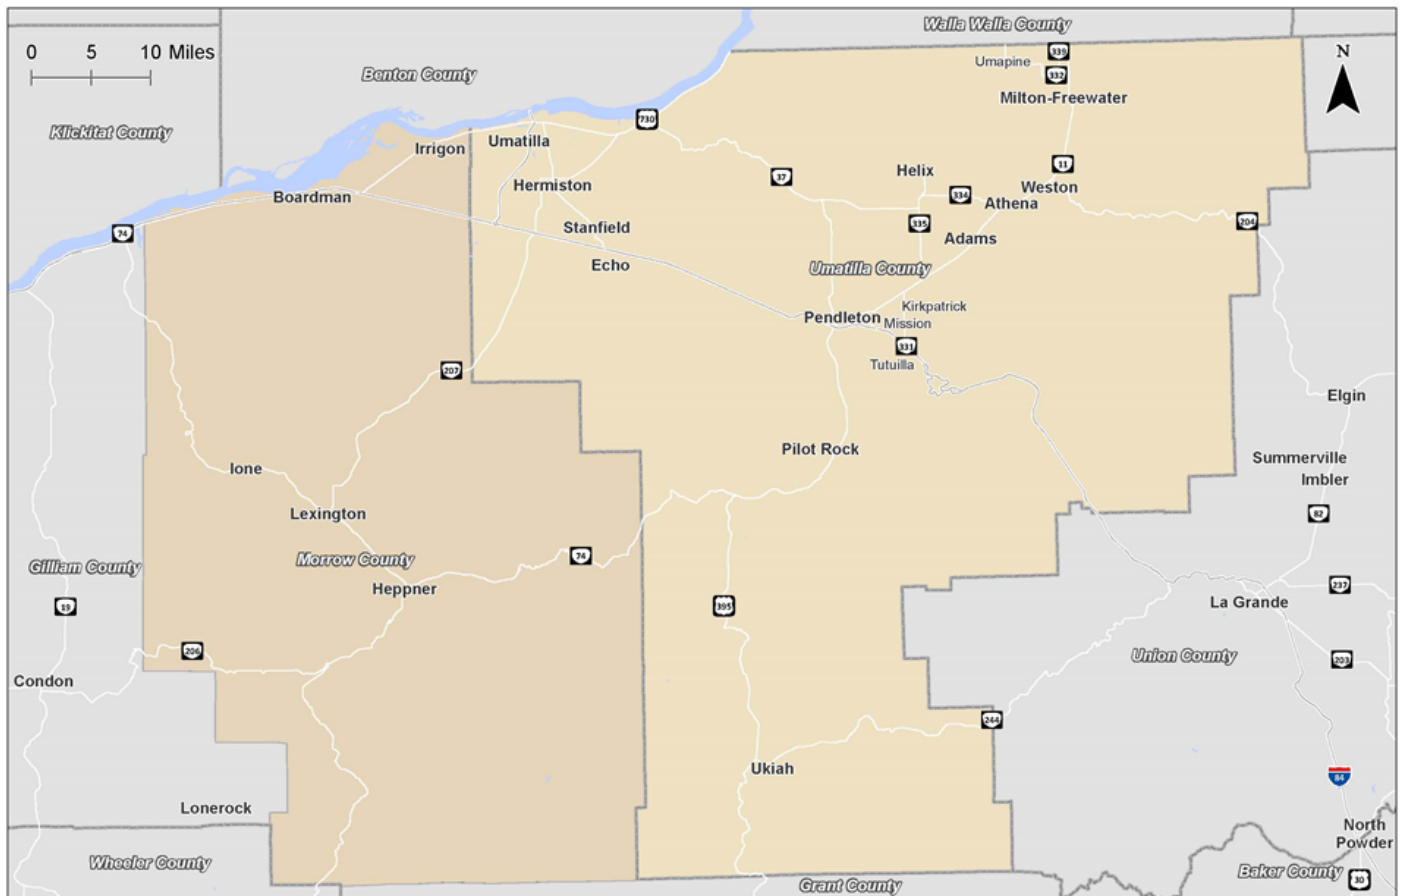 Walla Walla County
0 5 10 Miles
339
N
Umapine
Benton County
332
Milton-Freewater
730
Klickitat County
Umatilla
Irrigon
11
Helix
37
Hermiston
Weston
334
Boardman
Athena
204
335
Stanfield
74
Adams
Echo
Umatilla County
Kirkpatrick
Pendleton
Mission
331
Tutuilla
207
Elgin
Pilot Rock
Summerville
Ione
Imbler
Lexington
82
74
Morrow County
Gilliam County
237
Heppner
La Grande
19
395
206
Union County
203
Condon
244
Ukiah
84
Lonerock
North
Powder
Wheeler County
Baker County
30
Grant County